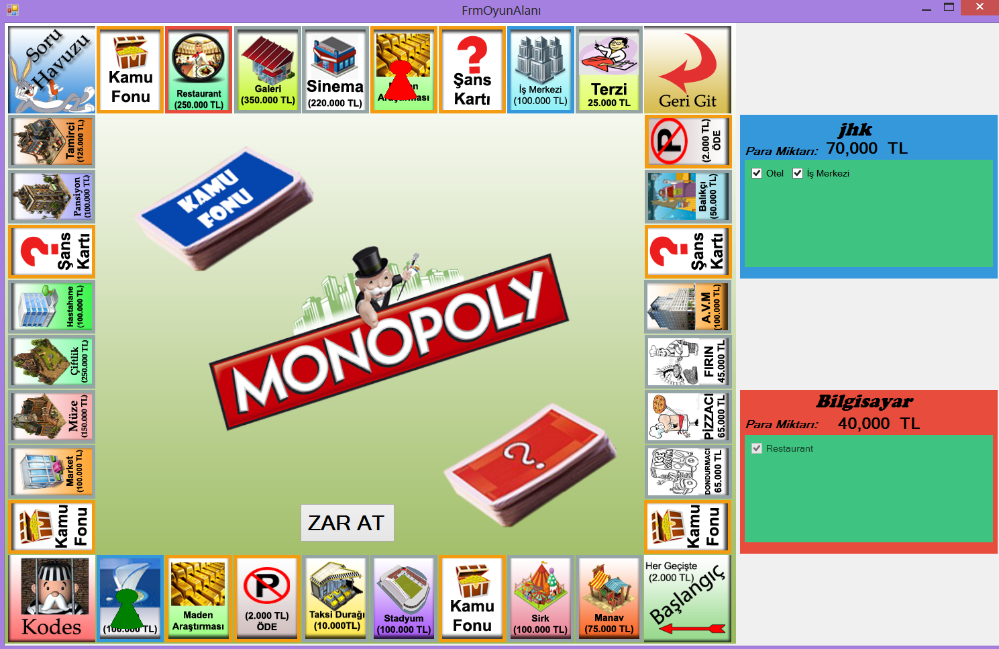 FrmOyunAlanı
Soru
Havuzu
Kamu
Fonu
Restaurant
(250.000 TL)
Galeri
(350.000 TL)
Sinema
(220.000 TL)
Araştırması
Şans
Kartı
İş Merkezi
(100.000 TL)
Terzi
25.000 TL
Geri Git
Tamirci
(125.000 TL)
Pansiyon
(100.000 TL)
Şans
Kartı
Hastahane
(100.000 TL)
Çiftlik
(250.000 TL)
Müze
(150.000 TL)
Market
(100.000 TL)
Kamu
Fonu
KAMU
FONU
MONOPOLY
?
ZAR AT
(2.000 TL)
ÖDE
Balıkçı
(50.000 TL)
Şans
Kartı
A.V.M
(100.000 TL)
FIRIN
45.000 TL
PİZZACI
65.000 TL
ICE
CREAM
DONDURMACI
65.000 TL
Kamu
Fonu
Kodes
(100.000 TL)
Maden
Araştırması
(2.000 TL)
ÖDE
Taksi Durağı
(10.000TL)
Stadyum
(100.000 TL)
Kamu
Fonu
Sirk
(100.000 TL)
Manav
(75.000 TL)
Her Geçişte
(2.000 TL)
Başlangıç
jhk
Para Miktarı: 70,000 TL
Otel İş Merkezi
Bilgisayar
Para Miktarı: 40,000 TL
Restaurant